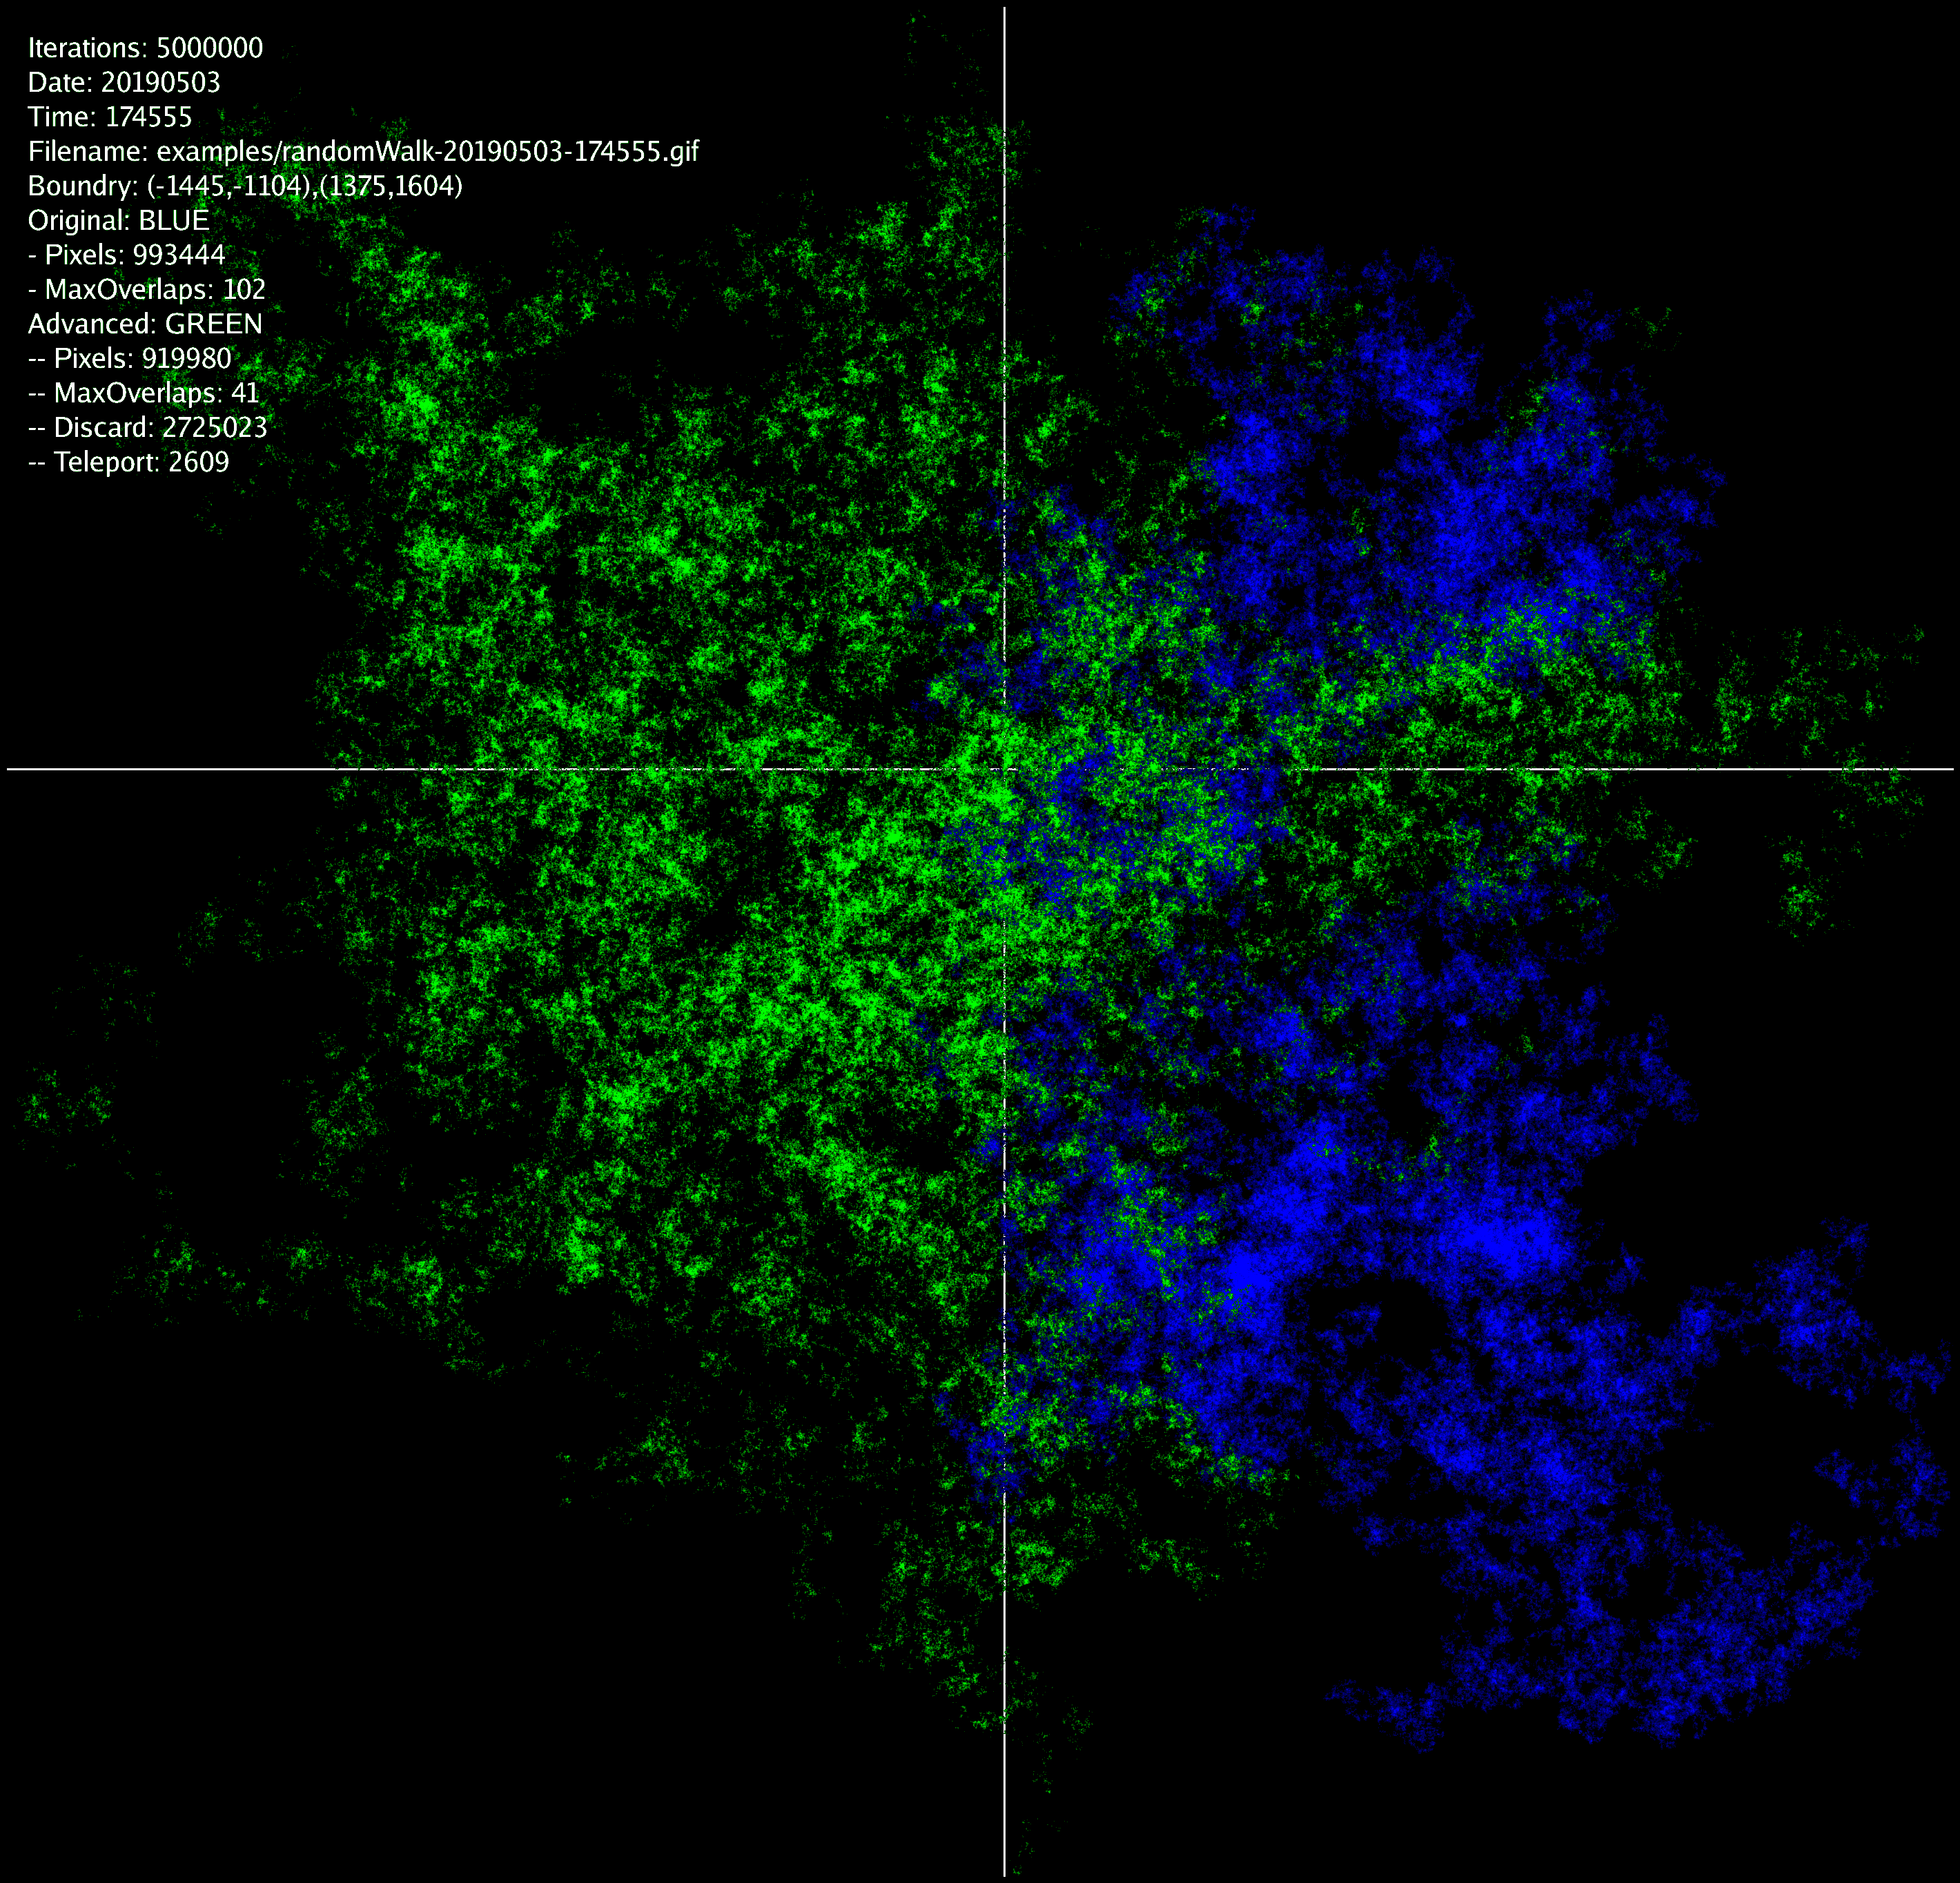 Iterations: 5000000
Date: 20190503
Time: 174555
Filename: examples/randomWalk-20190503-174555.gif
Boundry: (-1445,-1104),(1375,1604)
Original: BLUE
- Pixels: 993444
- MaxOverlaps: 102
Advanced: GREEN
-- Pixels: 919980
-- MaxOverlaps: 41
-- Discard: 2725023
-- Teleport: 2609